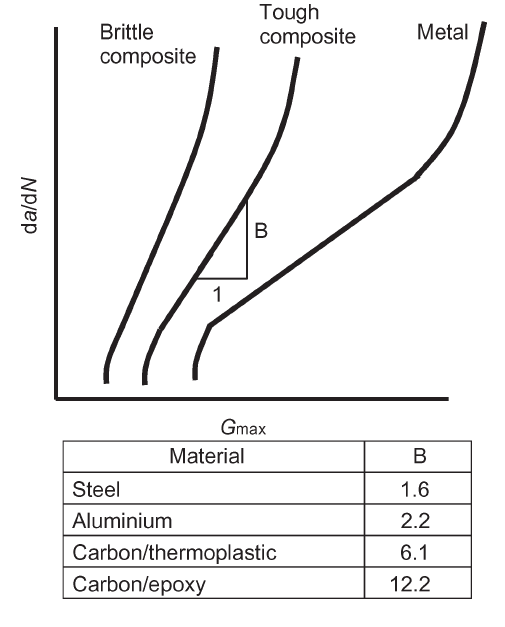 Brittle
composite
Tough
composite
Metal
da/dN
B
1
Gmax
Material B
Steel 1.6
Aluminium 2.2
Carbon/thermoplastic 6.1
Carbon/epoxy 12.2